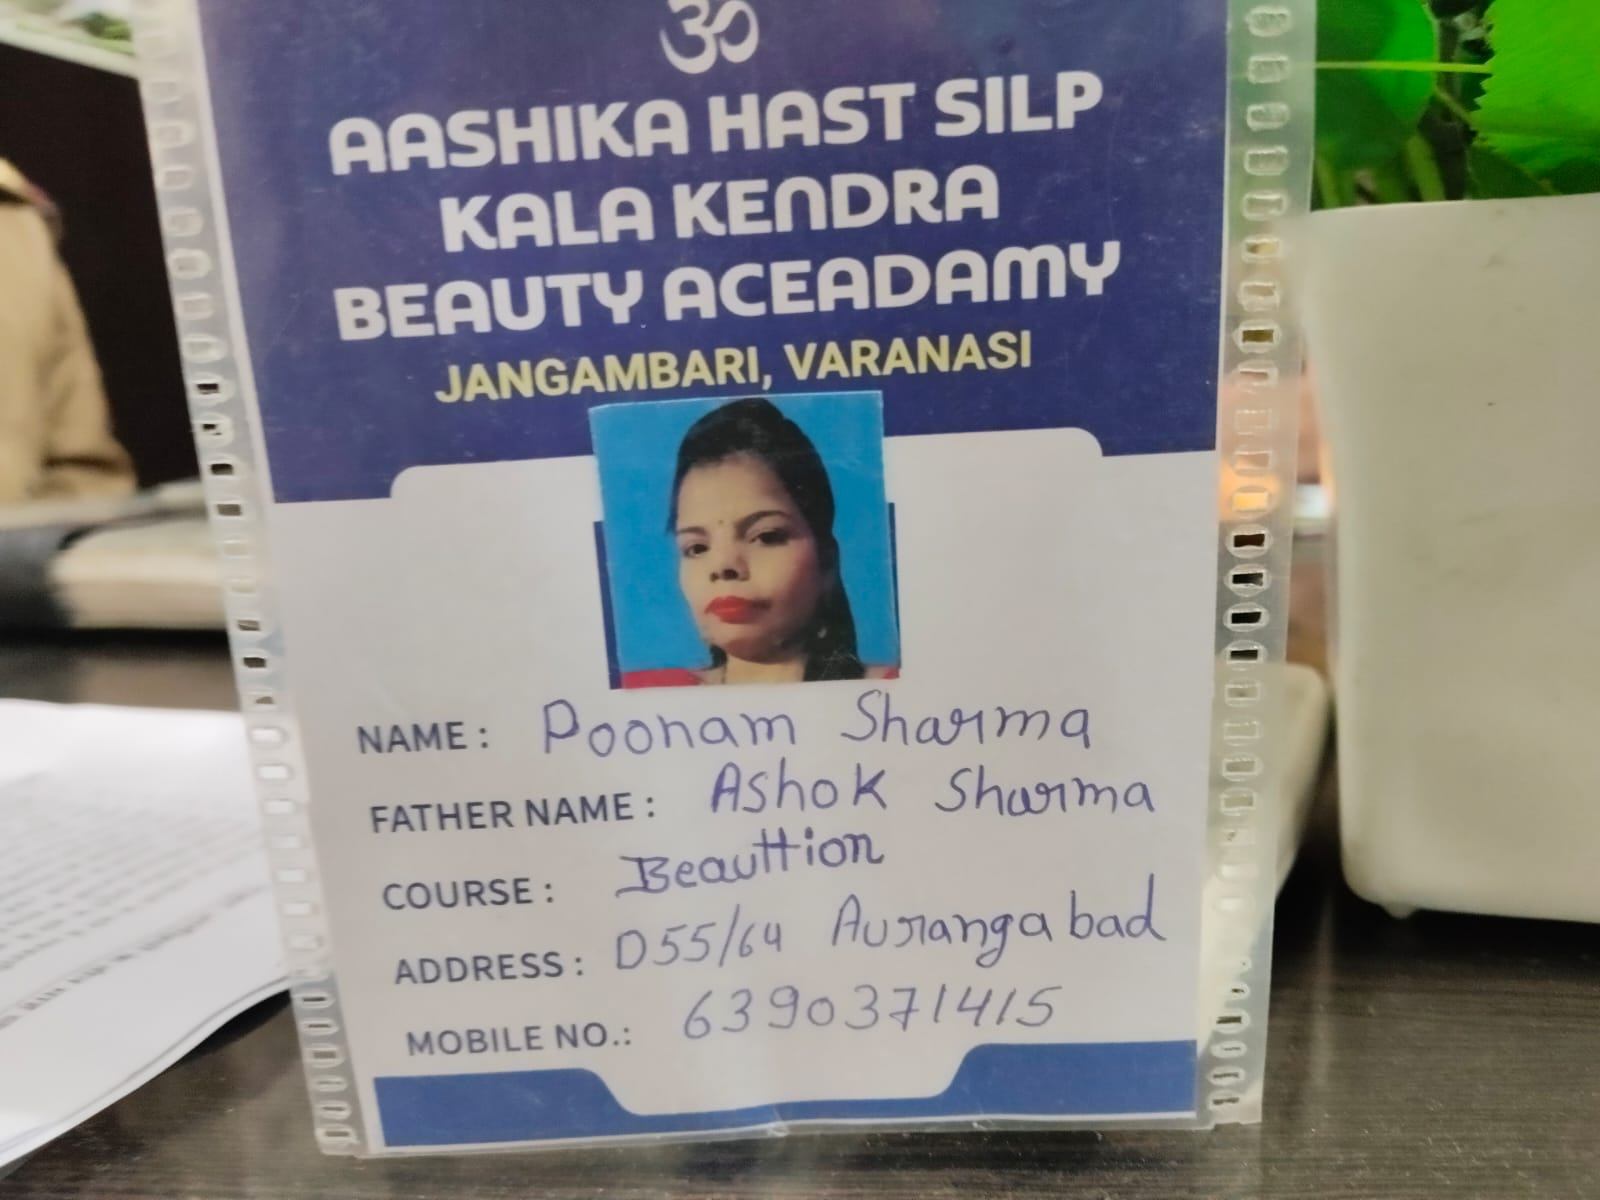 ॐ
AASHIKA HAST SILP
KALA KENDRA
BEAUTY ACEADAMY
JANGAMBARI, VARANASI
NAME : Poonam Sharma
FATHER NAME : Ashok Sharma
COURSE : Beauttion
ADDRESS : D55/64 Aurangabad
MOBILE NO.: 6390371415